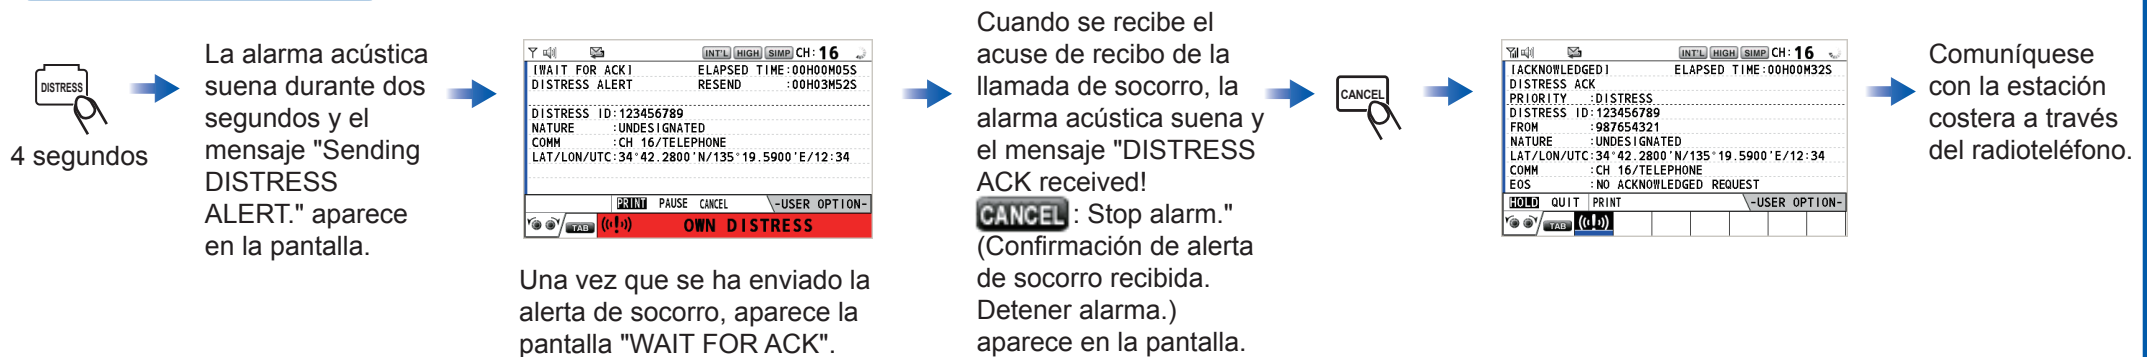 DISTRESS
4 segundos
La alarma acústica
suena durante dos
segundos y el
mensaje "Sending
DISTRESS
ALERT." aparece
en la pantalla.
INT'L HIGH SIMP CH: 16
[WAIT FOR ACK] ELAPSED TIME:00H00M05S
DISTRESS ALERT RESEND :00H03M52S
DISTRESS ID:123456789
NATURE :UNDESIGNATED
COMM :CH 16/TELEPHONE
LAT/LON/UTC:34°42.2800'N/135°19.5900'E/12:34
PRINT PAUSE CANCEL -USER OPTION-
TAB OWN DISTRESS
Una vez que se ha enviado la
alerta de socorro, aparece la
pantalla "WAIT FOR ACK".
Cuando se recibe el
acuse de recibo de la
llamada de socorro, la
alarma acústica suena y
el mensaje "DISTRESS
ACK received!
CANCEL : Stop alarm."
(Confirmación de alerta
de socorro recibida.
Detener alarma.)
aparece en la pantalla.
CANCEL
INT'L HIGH SIMP CH: 16
[ACKNOWLEDGED] ELAPSED TIME:00H00M32S
DISTRESS ACK
PRIORITY :DISTRESS
DISTRESS ID:123456789
FROM :987654321
NATURE :UNDESIGNATED
LAT/LON/UTC:34°42.2800'N/135°19.5900'E/12:34
COMM :CH 16/TELEPHONE
EOS :NO ACKNOWLEDGED REQUEST
HOLD QUIT PRINT -USER OPTION-
TAB
Comuníquese
con la estación
costera a través
del radioteléfono.